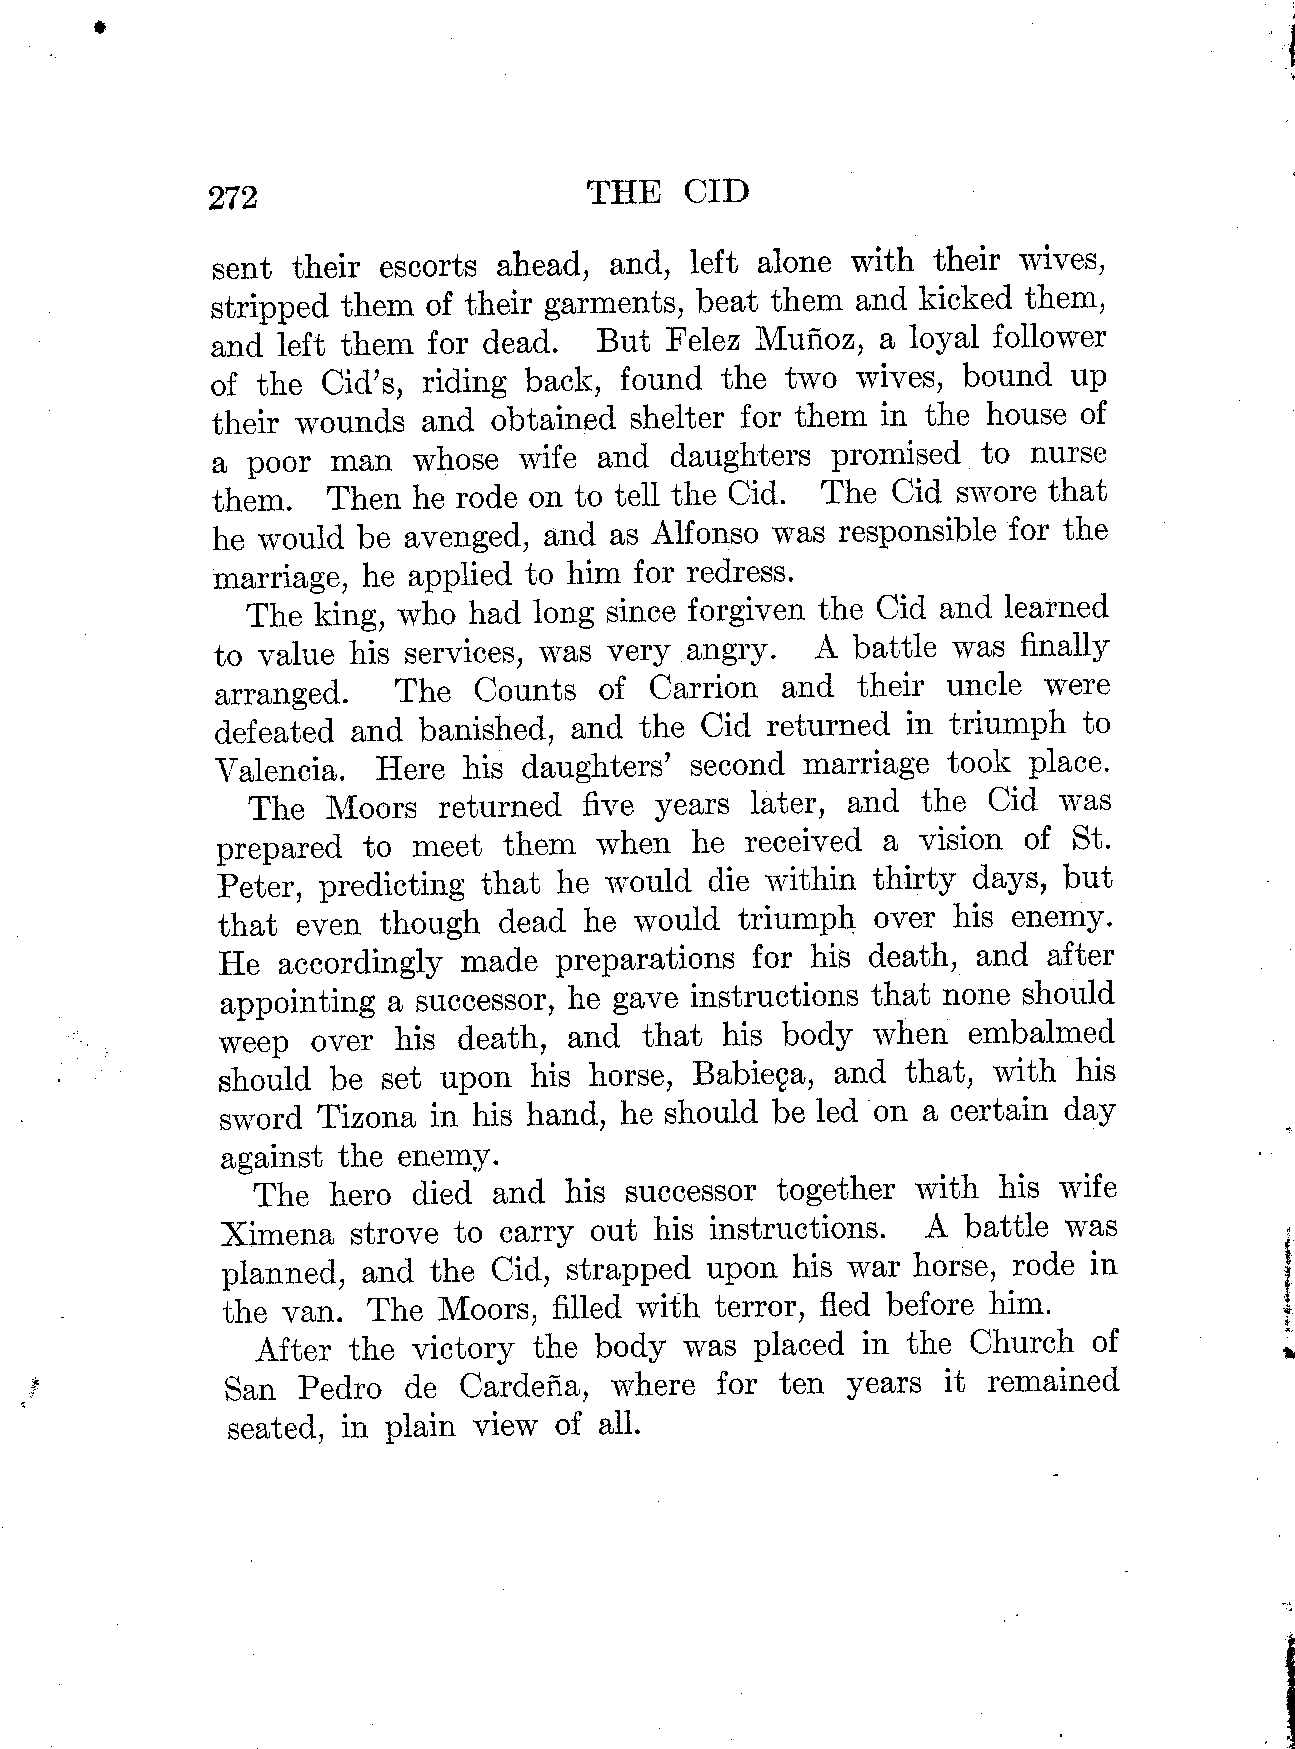 272 THE CID
sent their escorts ahead, and, left alone with their wives,
stripped them of their garments, beat them and kicked them,
and left them for dead. But Felez Muñoz, a loyal follower
of the Cid's, riding back, found the two wives, bound up
their wounds and obtained shelter for them in the house of
a poor man whose wife and daughters promised to nurse
them. Then he rode on to tell the Cid. The Cid swore that
he would be avenged, and as Alfonso was responsible for the
marriage, he applied to him for redress.
The king, who had long since forgiven the Cid and learned
to value his services, was very angry. A battle was finally
arranged. The Counts of Carrion and their uncle were
defeated and banished, and the Cid returned in triumph to
Valencia. Here his daughters' second marriage took place.
The Moors returned five years later, and the Cid was
prepared to meet them when he received a vision of St.
Peter, predicting that he would die within thirty days, but
that even though dead he would triumph over his enemy.
He accordingly made preparations for his death, and after
appointing a successor, he gave instructions that none should
weep over his death, and that his body when embalmed
should be set upon his horse, Babieça, and that, with his
sword Tizona in his hand, he should be led on a certain day
against the enemy.
The hero died and his successor together with his wife
Ximena strove to carry out his instructions. A battle was
planned, and the Cid, strapped upon his war horse, rode in
the van. The Moors, filled with terror, fled before him.
After the victory the body was placed in the Church of
San Pedro de Cardeña, where for ten years it remained
seated, in plain view of all.